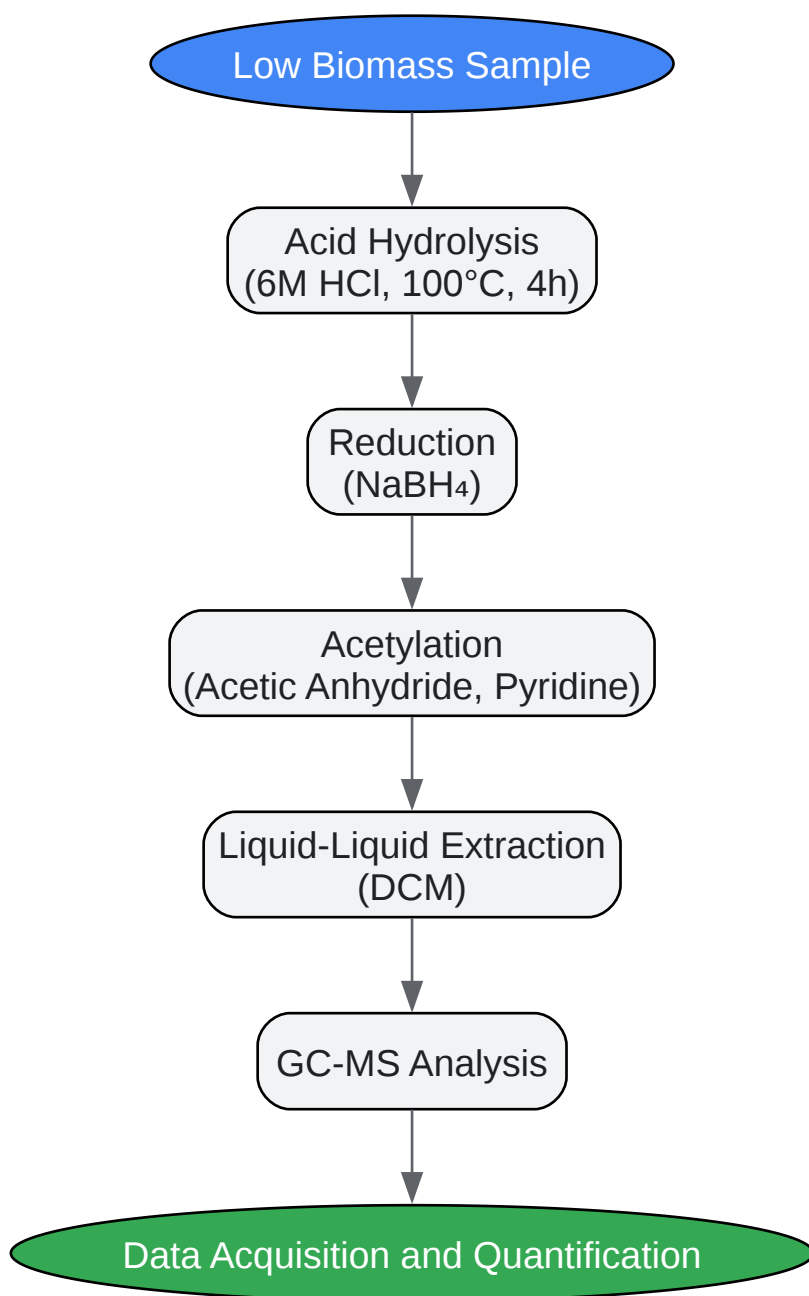 Low Biomass Sample
Acid Hydrolysis
(6M HCl, 100°C, 4h)
Reduction
(NaBH₄)
Acetylation
(Acetic Anhydride, Pyridine)
Liquid-Liquid Extraction
(DCM)
GC-MS Analysis
Data Acquisition and Quantification